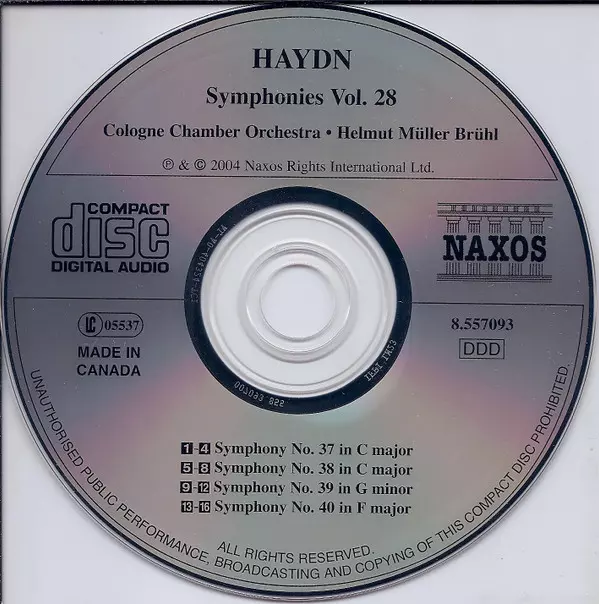 HAYDN
Symphonies Vol. 28
Cologne Chamber Orchestra • Helmut Müller Brühl
℗ & © 2004 Naxos Rights International Ltd.
COMPACT
disc
DIGITAL AUDIO
NAXOS
LC 05537
MADE IN
CANADA
8.557093
DDD
1-4 Symphony No. 37 in C major
5-8 Symphony No. 38 in C major
9-12 Symphony No. 39 in G minor
13-16 Symphony No. 40 in F major
ALL RIGHTS RESERVED.
UNAUTHORISED PUBLIC PERFORMANCE, BROADCASTING AND COPYING OF THIS COMPACT DISC PROHIBITED.